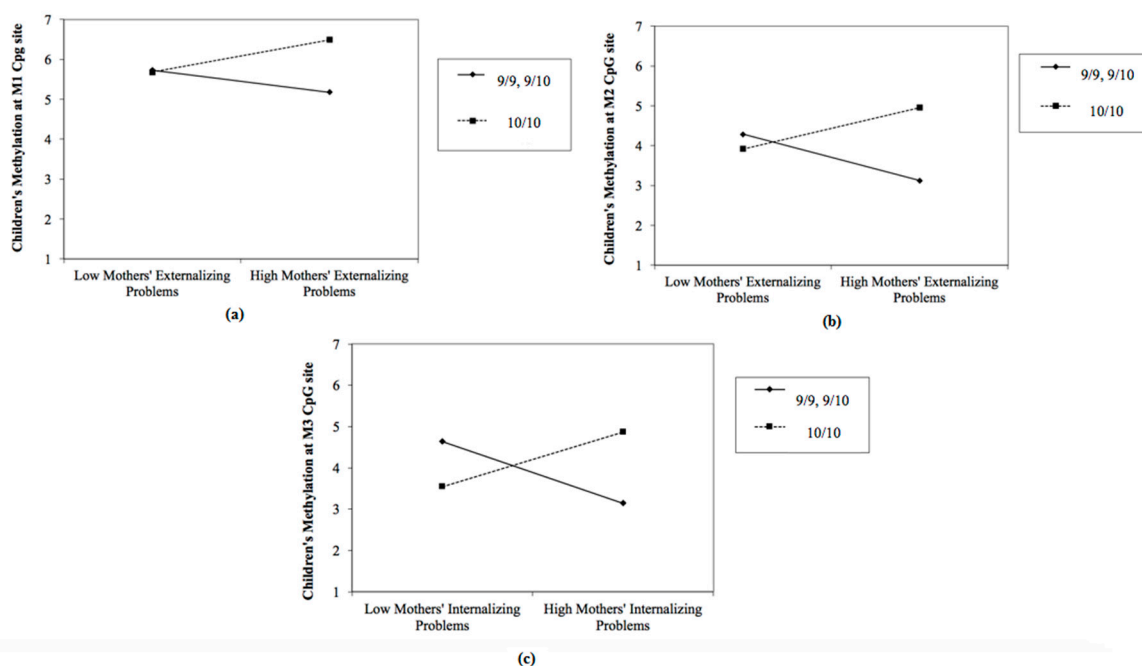 Children's Methylation at M1 Cpg site
7
6
5
4
3
2
1
Low Mothers' Externalizing
Problems
High Mothers' Externalizing
Problems
9/9, 9/10
10/10
(a)
Children's Methylation at M2 CpG site
7
6
5
4
3
2
1
Low Mothers' Externalizing
Problems
High Mothers' Externalizing
Problems
9/9, 9/10
10/10
(b)
Children's Methylation at M3 CpG site
7
6
5
4
3
2
1
Low Mothers' Internalizing
Problems
High Mothers' Internalizing
Problems
9/9, 9/10
10/10
(c)